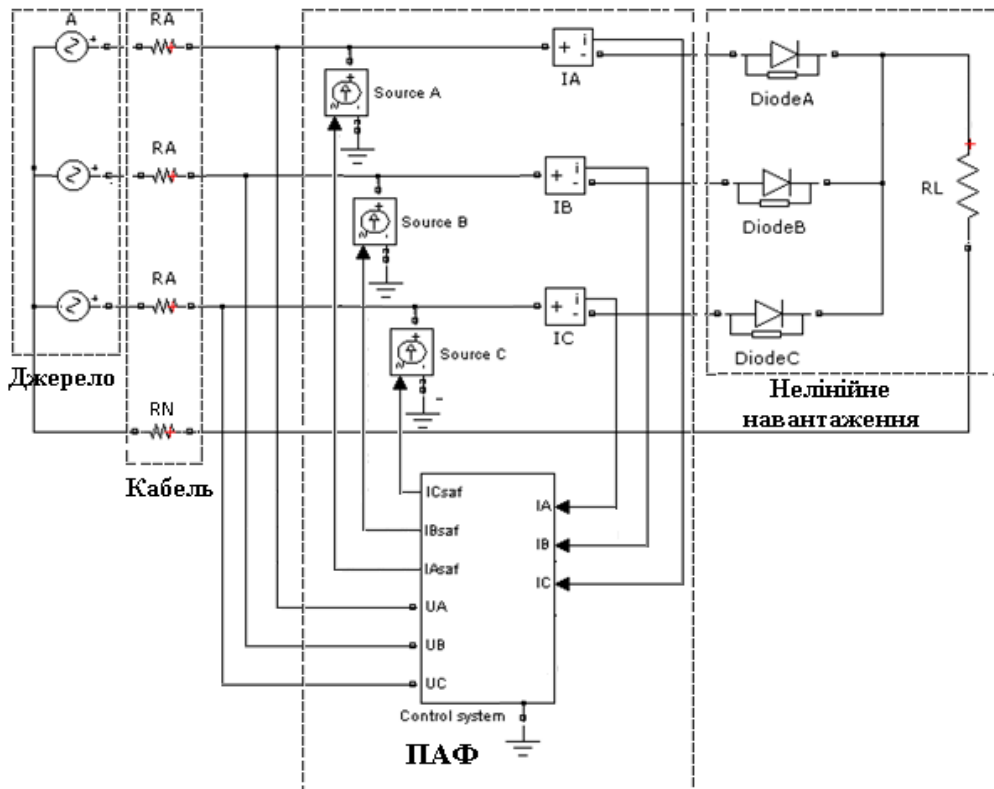 A
RA
IA
Source A
DiodeA
RA
IB
Source B
DiodeB
RL
RA
IC
Source C
DiodeC
Джерело
Нелінійне
навантаження
RN
Кабель
ICsaf
IA
IBsaf
IB
IAsaf
IC
UA
UB
UC
Control system
ПАФ
+
+
+
+
+
+
+
+
+
+
-
-
-
i
i
i